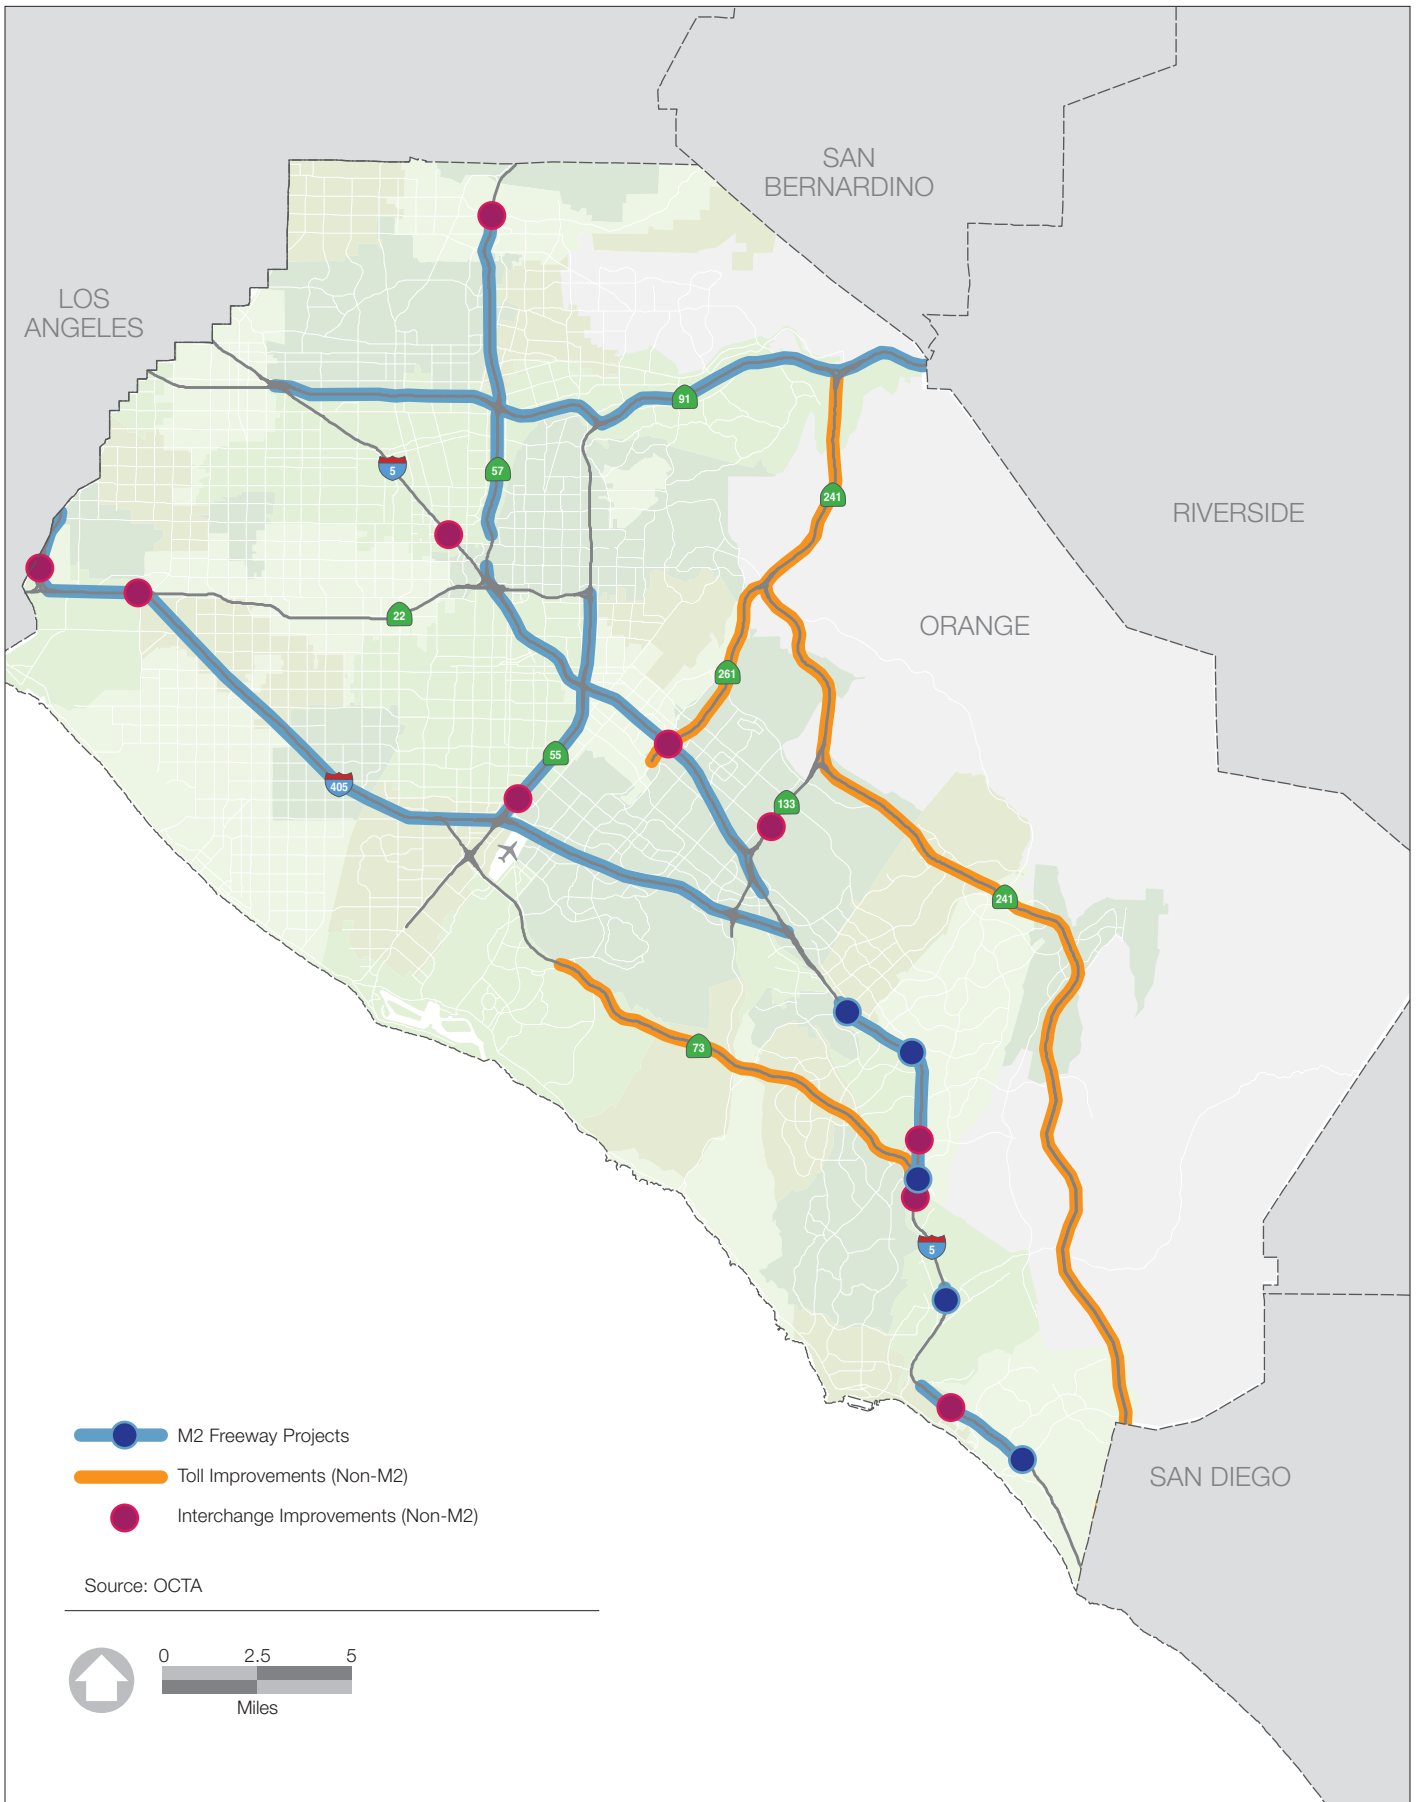 SAN
BERNARDINO
LOS
ANGELES
91
5
57
241
RIVERSIDE
22
ORANGE
261
55
405
133
241
73
5
M2 Freeway Projects
Toll Improvements (Non-M2)
Interchange Improvements (Non-M2)
SAN DIEGO
Source: OCTA
0 2.5 5
Miles